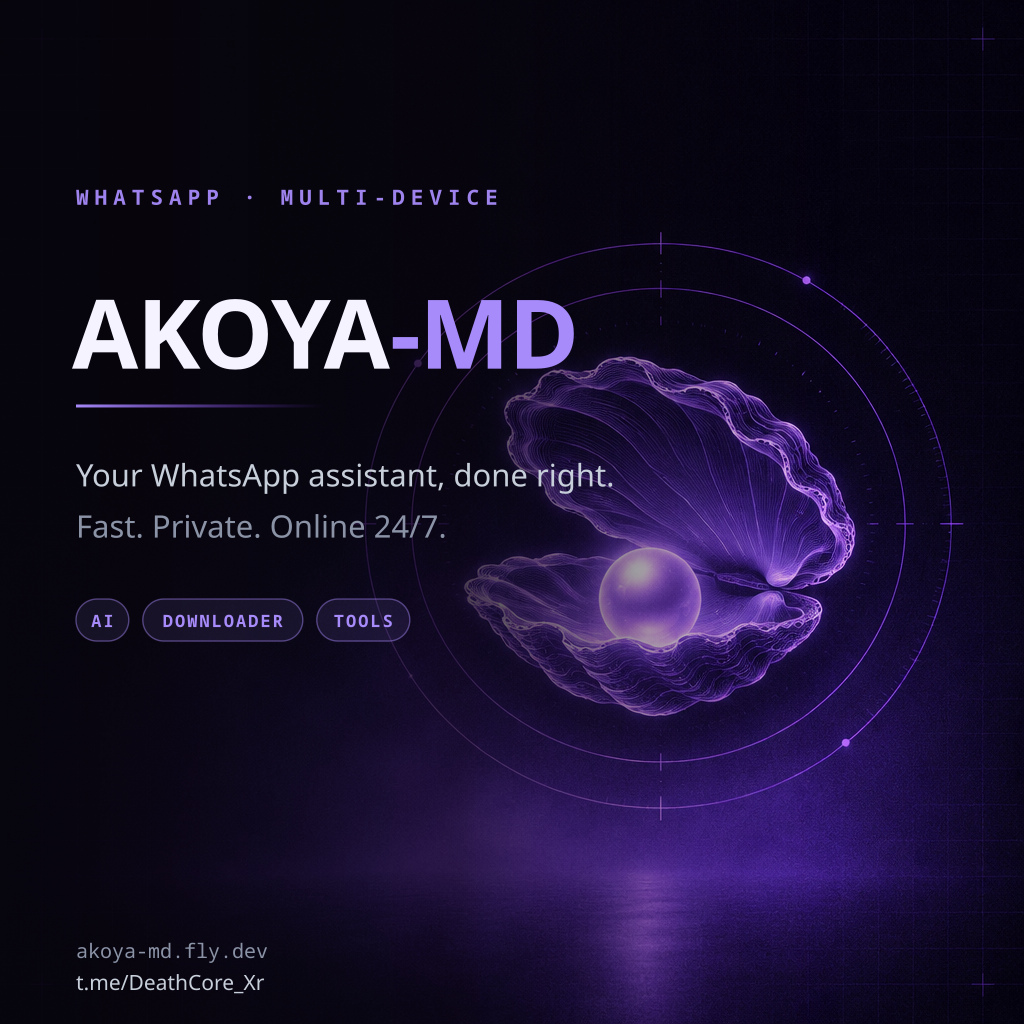 WHATSAPP · MULTI-DEVICE
AKOYA-MD
Your WhatsApp assistant, done right.
Fast. Private. Online 24/7.
AI DOWNLOADER TOOLS
akoya-md.fly.dev
t.me/DeathCore_Xr